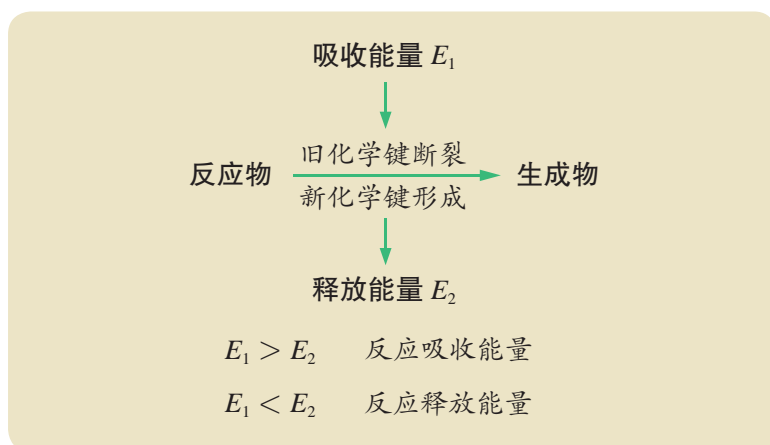 吸收能量 E₁
旧化学键断裂
反应物 生成物
新化学键形成
释放能量 E₂
E₁ > E₂ 反应吸收能量
E₁ < E₂ 反应释放能量